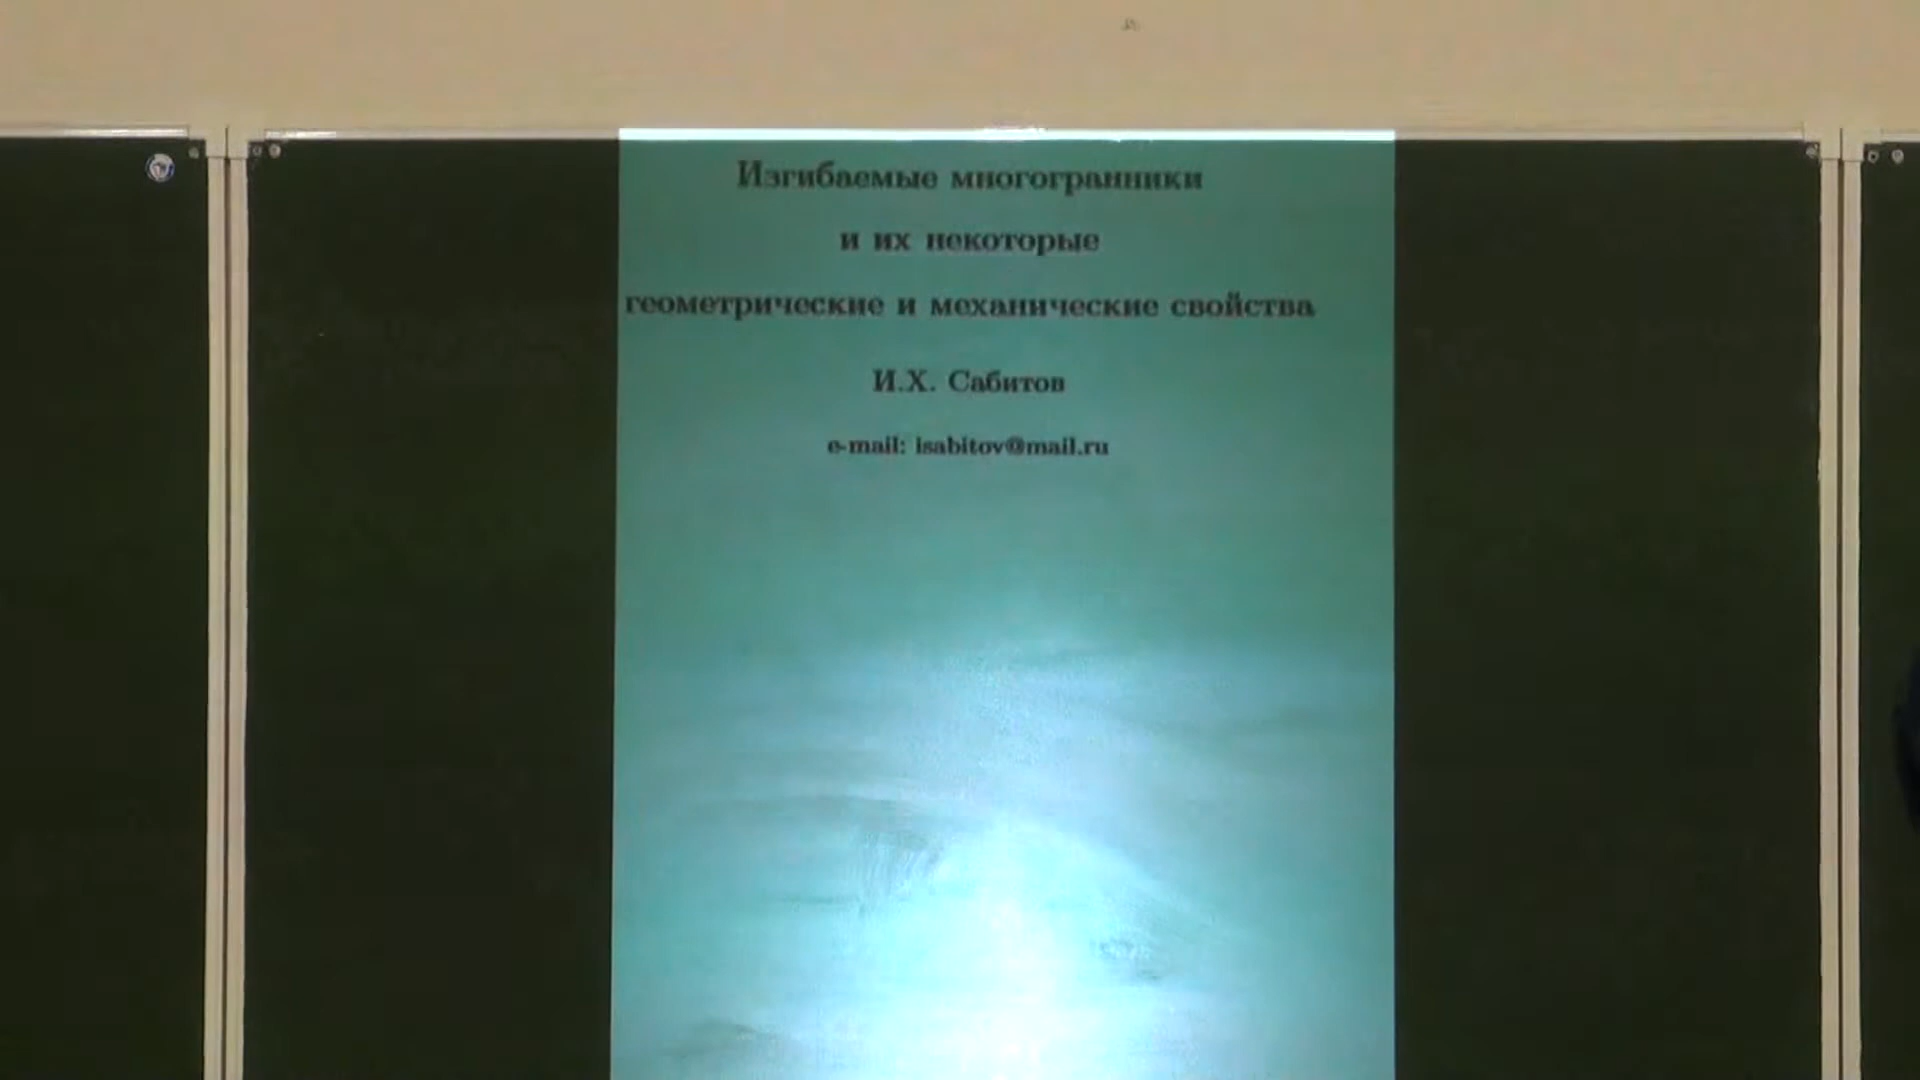 Изгибаемые многогранники
и их некоторые
геометрические и механические свойства
И.Х. Сабитов
e-mail: isabitov@mail.ru